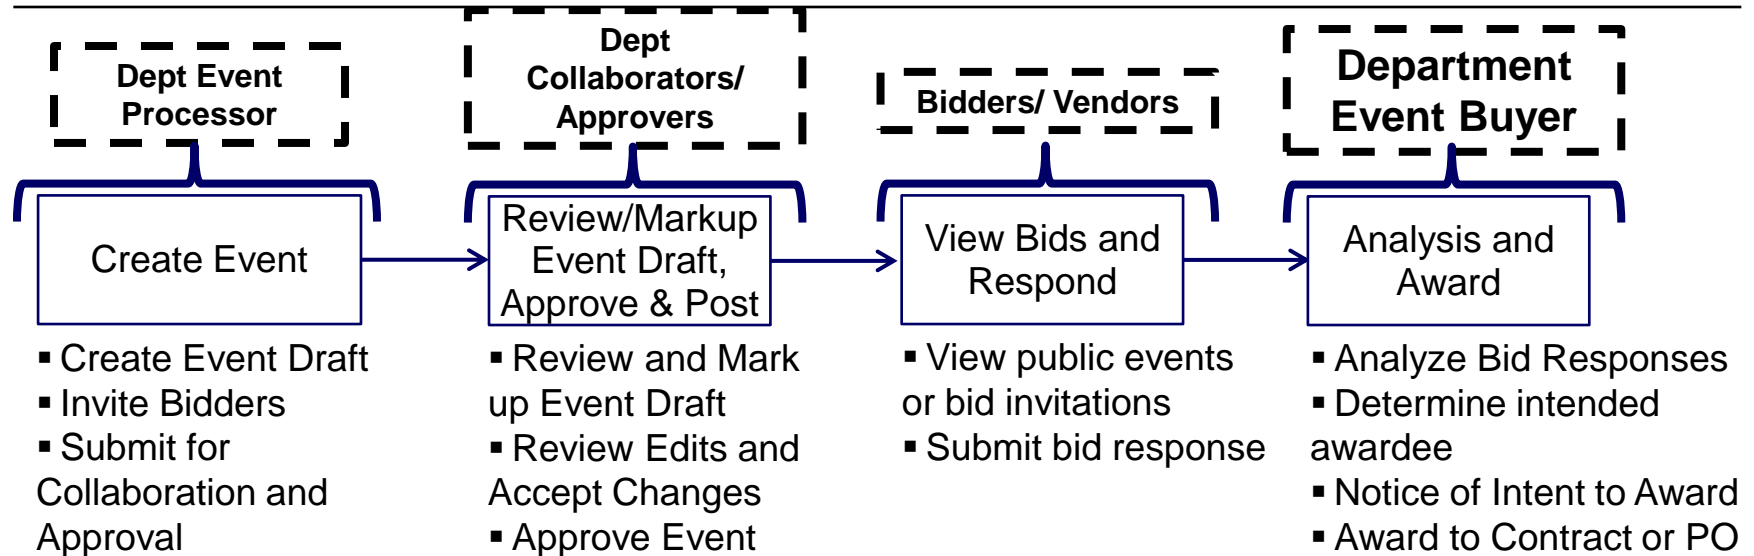 Dept Event
Processor
Dept
Collaborators/
Approvers
Bidders/ Vendors
Department
Event Buyer
Create Event
Review/Markup
Event Draft,
Approve & Post
View Bids and
Respond
Analysis and
Award
▪ Create Event Draft
▪ Invite Bidders
▪ Submit for
Collaboration and
Approval
▪ Review and Mark
up Event Draft
▪ Review Edits and
Accept Changes
▪ Approve Event
▪ View public events
or bid invitations
▪ Submit bid response
▪ Analyze Bid Responses
▪ Determine intended
awardee
▪ Notice of Intent to Award
▪ Award to Contract or PO